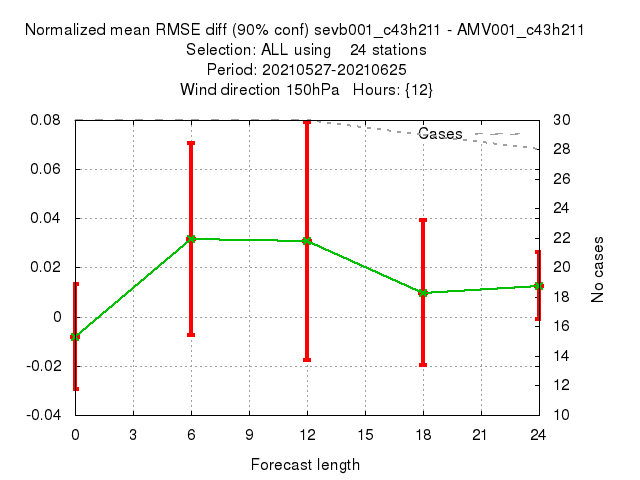 Normalized mean RMSE diff (90% conf) sevb001_c43h211 - AMV001_c43h211
Selection: ALL using    24 stations
Period: 20210527-20210625
Wind direction 150hPa   Hours: {12}
Cases
0.08
0.06
0.04
0.02
0
-0.02
-0.04
30
28
26
24
22
20
18
16
14
12
10
No cases
0 3 6 9 12 15 18 21 24
Forecast length